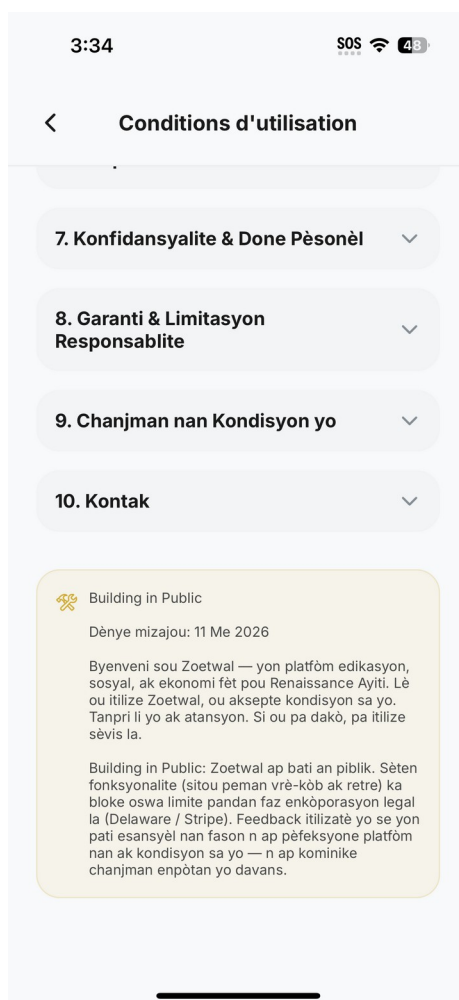 3:34
SOS
48
Conditions d'utilisation
7. Konfidansyalite & Done Pèsonèl
8. Garanti & Limitasyon
Responsablite
9. Chanjman nan Kondisyon yo
10. Kontak
Building in Public
Dènye mizajou: 11 Me 2026
Byenveni sou Zoetwal — yon platfòm edikasyon,
sosyal, ak ekonomi fèt pou Renaissance Ayiti. Lè
ou itilize Zoetwal, ou aksepte kondisyon sa yo.
Tanpri li yo ak atansyon. Si ou pa dakò, pa itilize
sèvis la.
Building in Public: Zoetwal ap bati an piblik. Sèten
fonksyonalite (sitou peman vrè-kòb ak retre) ka
bloke oswa limite pandan faz enkòporasyon legal
la (Delaware / Stripe). Feedback itilizatè yo se yon
pati esansyèl nan fason n ap pèfeksyone platfòm
nan ak kondisyon sa yo — n ap kominike
chanjman enpòtan yo davans.